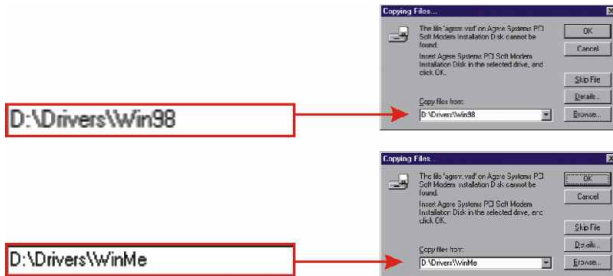 Copying Files...
The file 'agrsm.vxd' on Agere Systems PCI
Soft Modem Installation Disk cannot be
found.
Insert Agere Systems PCI Soft Modem
Installation Disk in the selected drive, and
click OK.
OK
Cancel
Skip File
Details...
Browse...
Copy files from:
D:\Drivers\Win98
D:\Drivers\Win98
Copying Files...
The file 'agrsm.vxd' on Agere Systems PCI
Soft Modem Installation Disk cannot be
found.
Insert Agere Systems PCI Soft Modem
Installation Disk in the selected drive, and
click OK.
OK
Cancel
Skip File
Details...
Browse...
Copy files from:
D:\Drivers\WinMe
D:\Drivers\WinMe